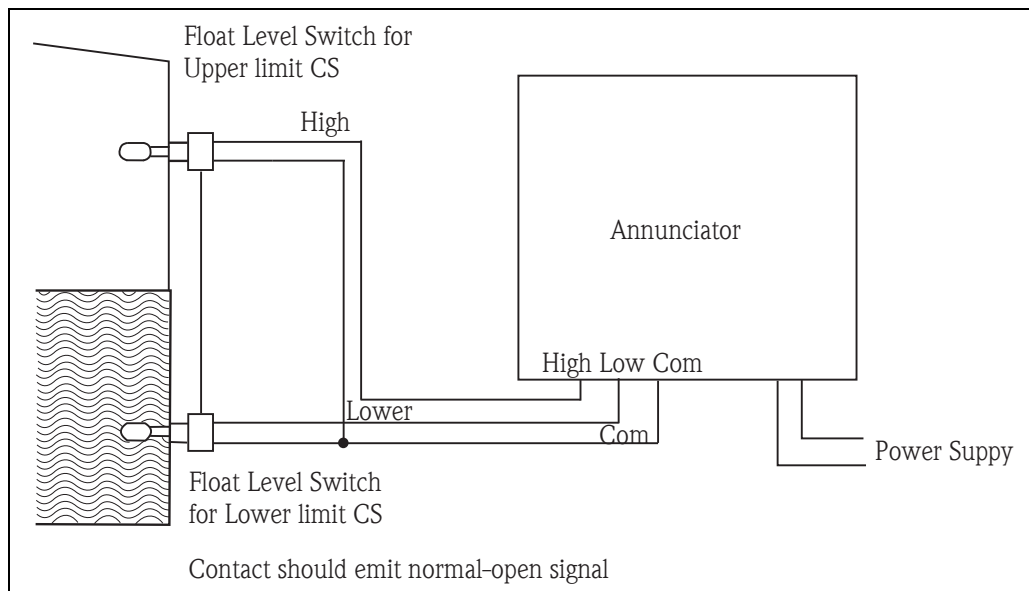 Float Level Switch for
Upper limit CS
High
Annunciator
High Low Com
Lower
Com
Power Suppy
Float Level Switch
for Lower limit CS
Contact should emit normal-open signal